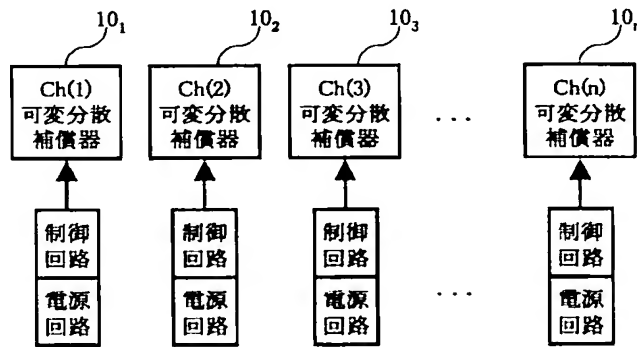 10₁ 10₂ 10₃ 10ₙ
Ch(1) Ch(2) Ch(3) Ch(n)
可変分散 可変分散 可変分散 可変分散
補償器 補償器 補償器 ... 補償器
制御 制御 制御 制御
回路 回路 回路 回路
電源 電源 電源 ... 電源
回路 回路 回路 回路